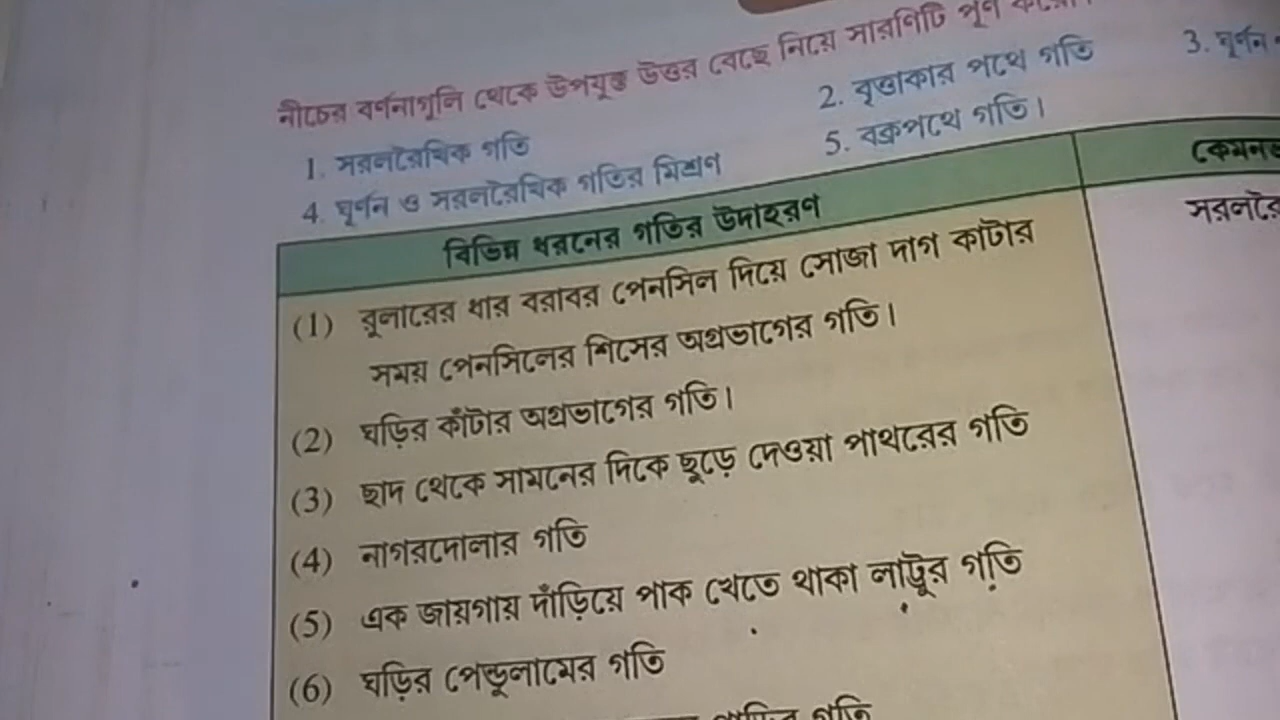 নীচের বর্ণনাগুলি থেকে উপযুক্ত উত্তর বেছে নিয়ে সারণিটি পূর্ণ করো।
1. সরলরৈখিক গতি 2. বৃত্তাকার পথে গতি 3. ঘূর্ণন
4. ঘূর্ণন ও সরলরৈখিক গতির মিশ্রণ 5. বক্রপথে গতি।
বিভিন্ন ধরনের গতির উদাহরণ
(1) রুলারের ধার বরাবর পেনসিল দিয়ে সোজা দাগ কাটার
সময় পেনসিলের শিসের অগ্রভাগের গতি।
(2) ঘড়ির কাঁটার অগ্রভাগের গতি।
(3) ছাদ থেকে সামনের দিকে ছুড়ে দেওয়া পাথরের গতি
(4) নাগরদোলার গতি
(5) এক জায়গায় দাঁড়িয়ে পাক খেতে থাকা লাট্টুর গতি
(6) ঘড়ির পেন্ডুলামের গতি
গতি